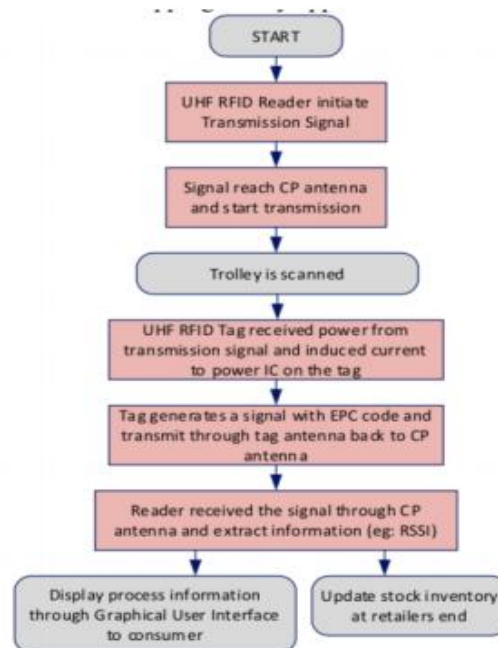 START
UHF RFID Reader initiate
Transmission Signal
Signal reach CP antenna
and start transmission
Trolley is scanned
UHF RFID Tag received power from
transmission signal and induced current
to power IC on the tag
Tag generates a signal with EPC code and
transmit through tag antenna back to CP
antenna
Reader received the signal through CP
antenna and extract information (eg: RSSI)
Display process information
through Graphical User Interface
to consumer
Update stock inventory
at retailers end